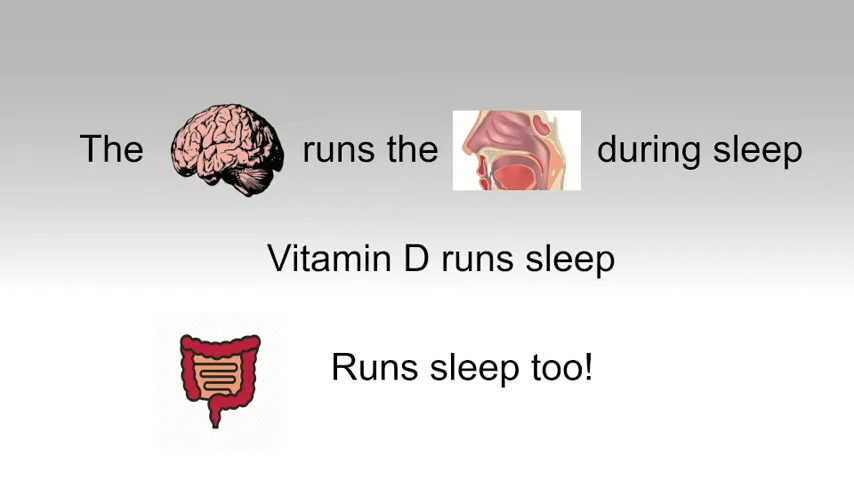 The runs the during sleep
Vitamin D runs sleep
Runs sleep too!